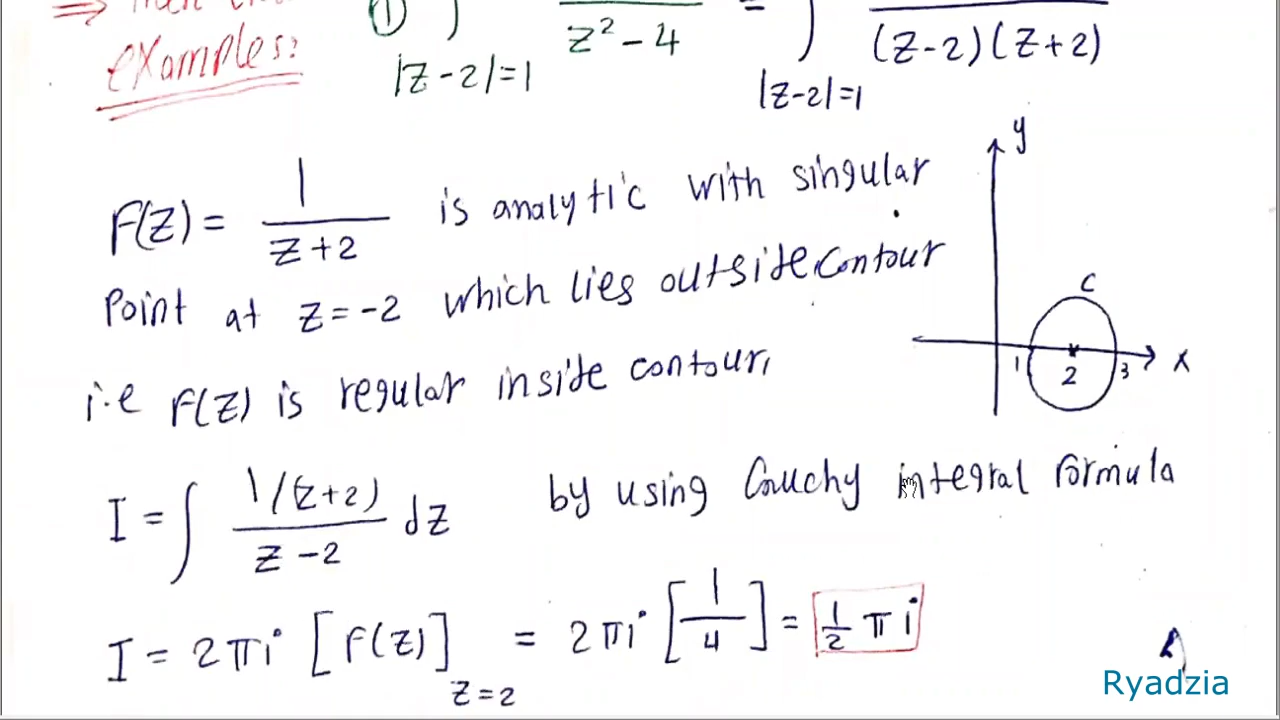 ⇒
examples: ① ∫ z² - 4 = ∫ (z-2)(z+2)
|z-2|=1 |z-2|=1
F(z) = 1/(z+2) is analytic with singular
Point at z=-2 which lies outside contour
i.e F(z) is regular inside contour,
y
C
1 2 3 x
I = ∫ (1/(z+2))/(z-2) dz by using Cauchy integral formula
I = 2πi [F(z)]z=2 = 2πi [1/4] = 1/2 πi
Ryadzia